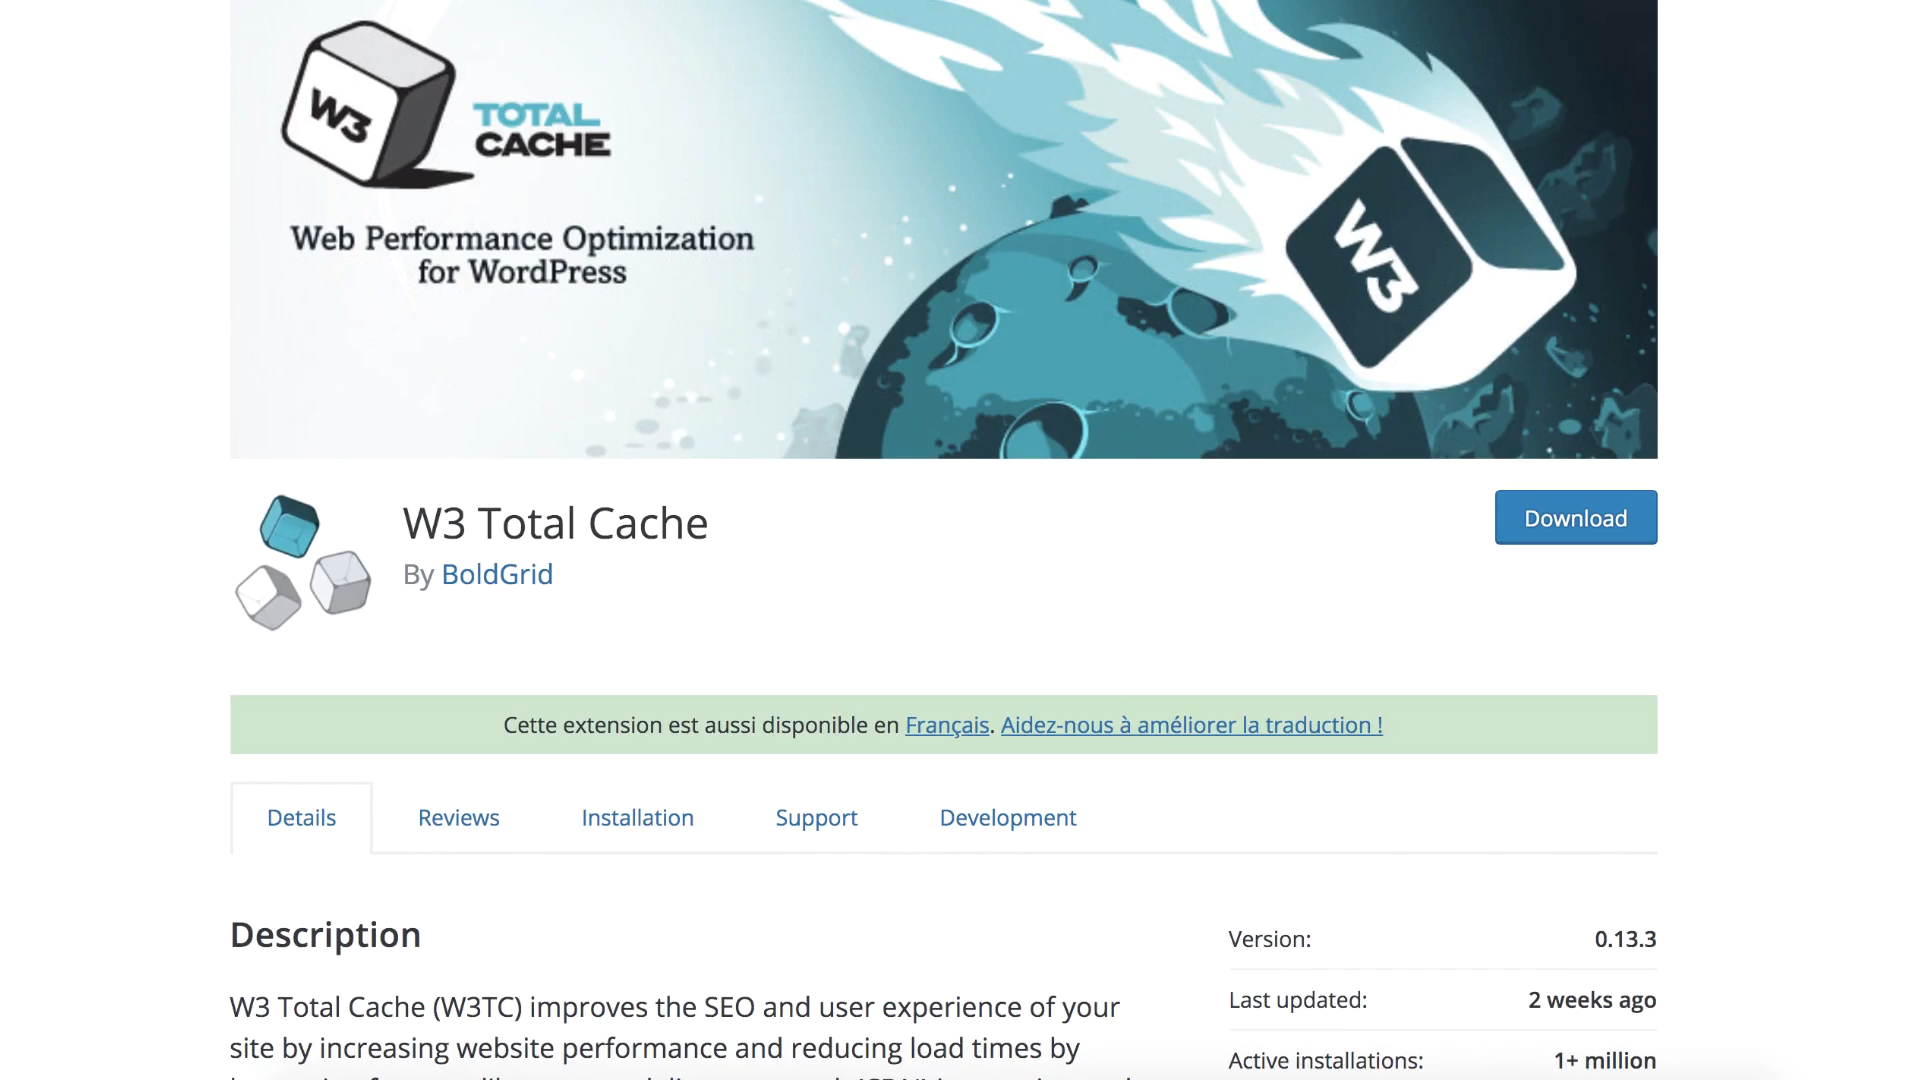 W3
TOTAL
CACHE
Web Performance Optimization
for WordPress
W3
W3 Total Cache
Download
By BoldGrid
Cette extension est aussi disponible en Français. Aidez-nous à améliorer la traduction !
Details
Reviews
Installation
Support
Development
Description
Version: 0.13.3
Last updated: 2 weeks ago
Active installations: 1+ million
W3 Total Cache (W3TC) improves the SEO and user experience of your
site by increasing website performance and reducing load times by